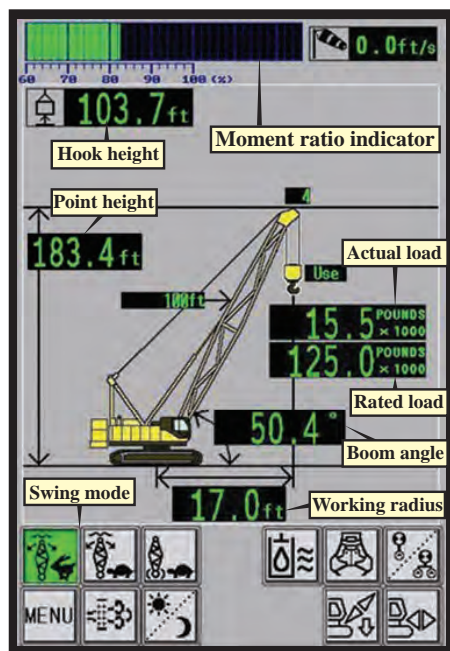 0.0ft/s
60 70 80 90 100 (%)
103.7ft
Moment ratio indicator
Hook height
4
Point height
183.4ft
Actual load
Use
100ft
15.5 POUNDS × 1000
125.0 POUNDS × 1000
Rated load
50.4°
Boom angle
Swing mode
17.0ft
Working radius
MENU